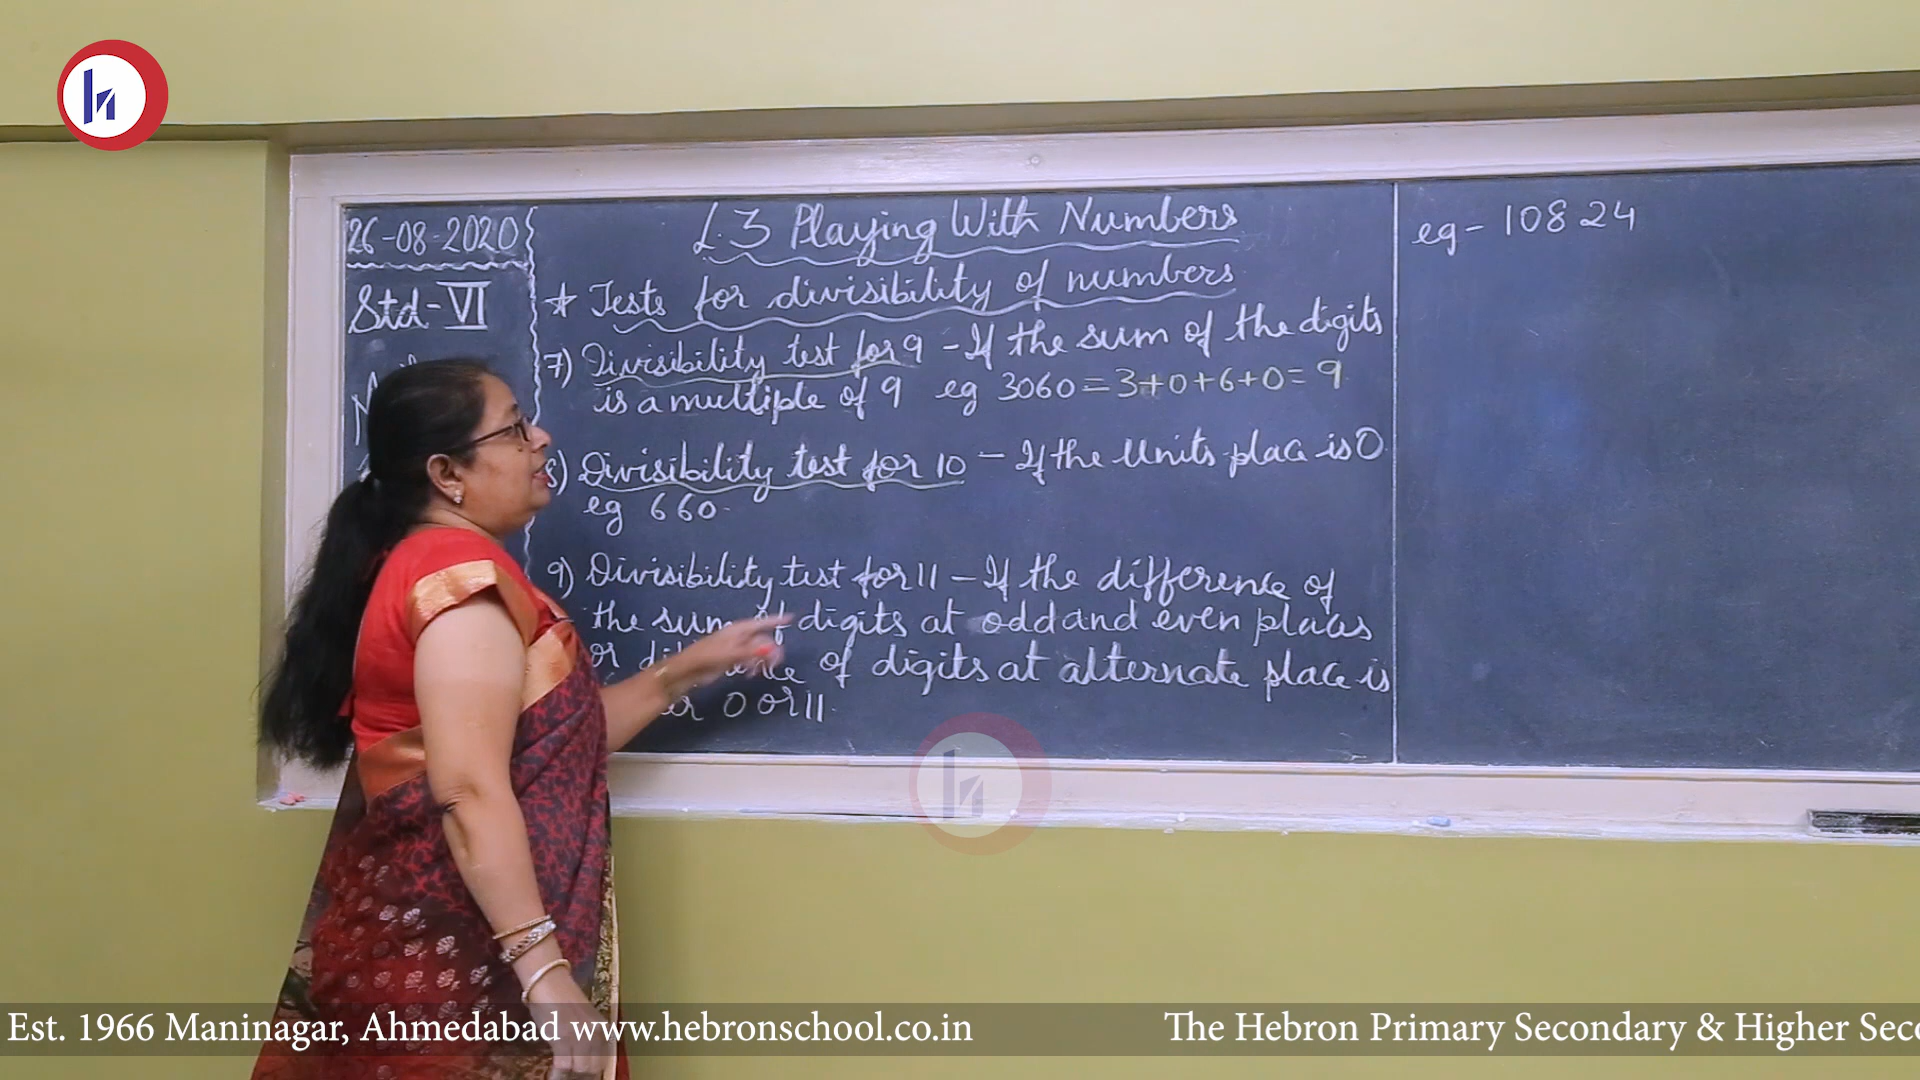 26-08-2020
Std-VI
L.3 Playing With Numbers
* Tests for divisibility of numbers
7) Divisibility test for 9 - If the sum of the digits
is a multiple of 9 eg 3060 = 3+0+6+0= 9
8) Divisibility test for 10 - If the Units place is 0
eg 660.
9) Divisibility test for 11 - If the difference of
the sum of digits at odd and even places
or of digits at alternate place is
0 or 11.
eg - 10824
Est. 1966 Maninagar, Ahmedabad www.hebronschool.co.in
The Hebron Primary Secondary & Higher Seco